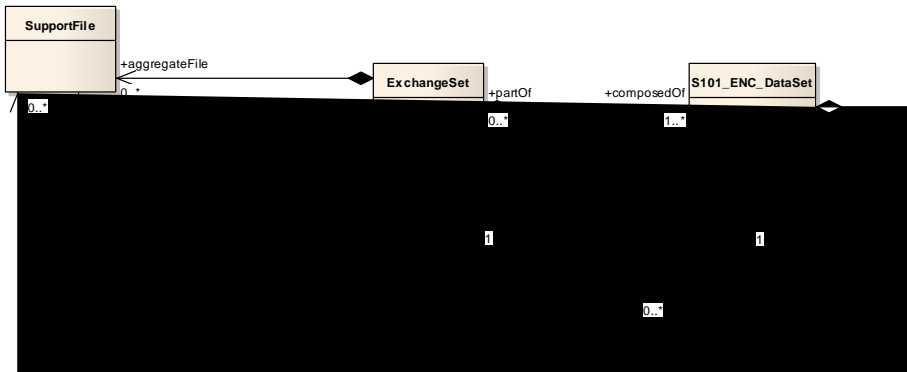 SupportFile
+aggregateFile
ExchangeSet
S101_ENC_DataSet
0..*
+partOf
+composedOf
0..*
0..*
1..*
1
1
0..*